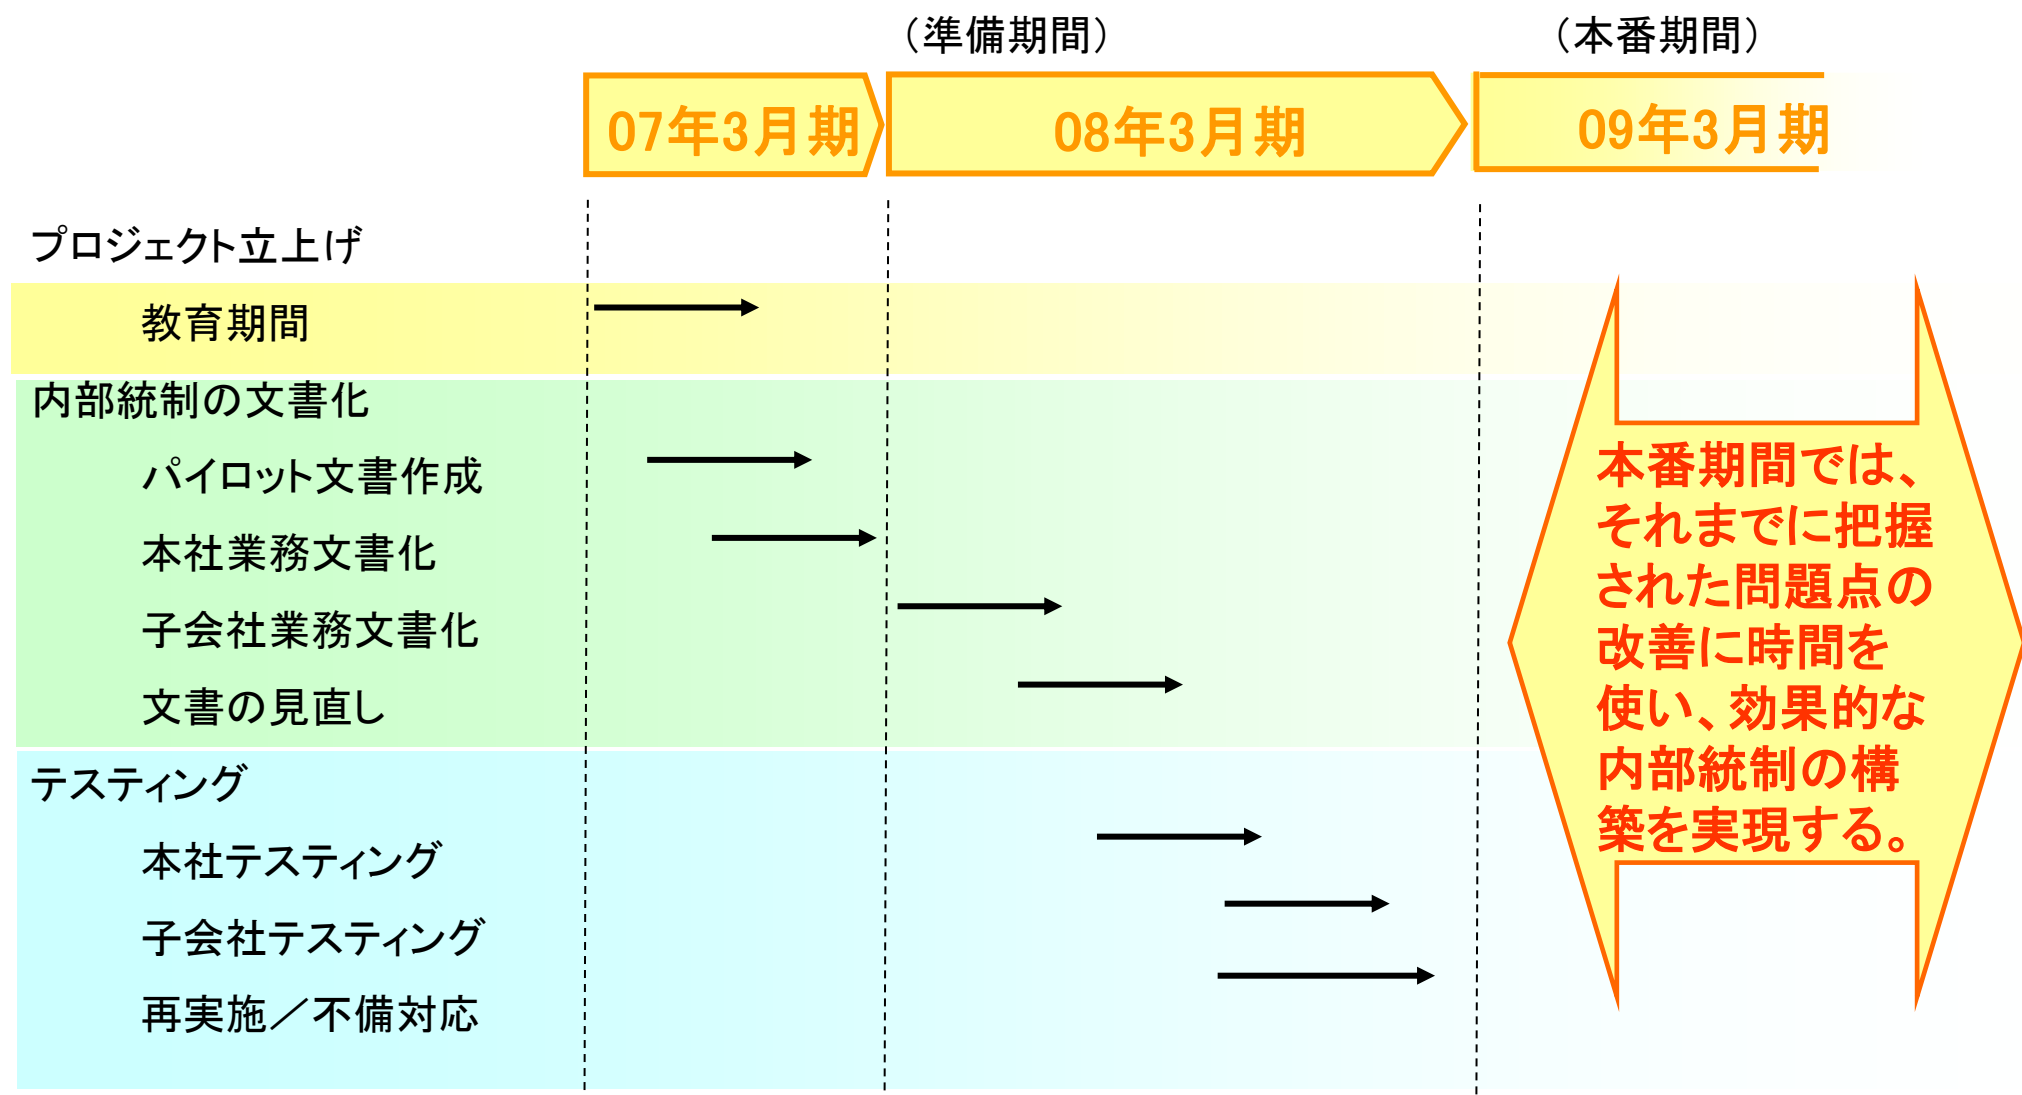 （準備期間）
（本番期間）
07年3月期
08年3月期
09年3月期
プロジェクト立上げ
教育期間
内部統制の文書化
パイロット文書作成
本社業務文書化
子会社業務文書化
文書の見直し
テスティング
本社テスティング
子会社テスティング
再実施／不備対応
本番期間では、
それまでに把握
された問題点の
改善に時間を
使い、効果的な
内部統制の構
築を実現する。